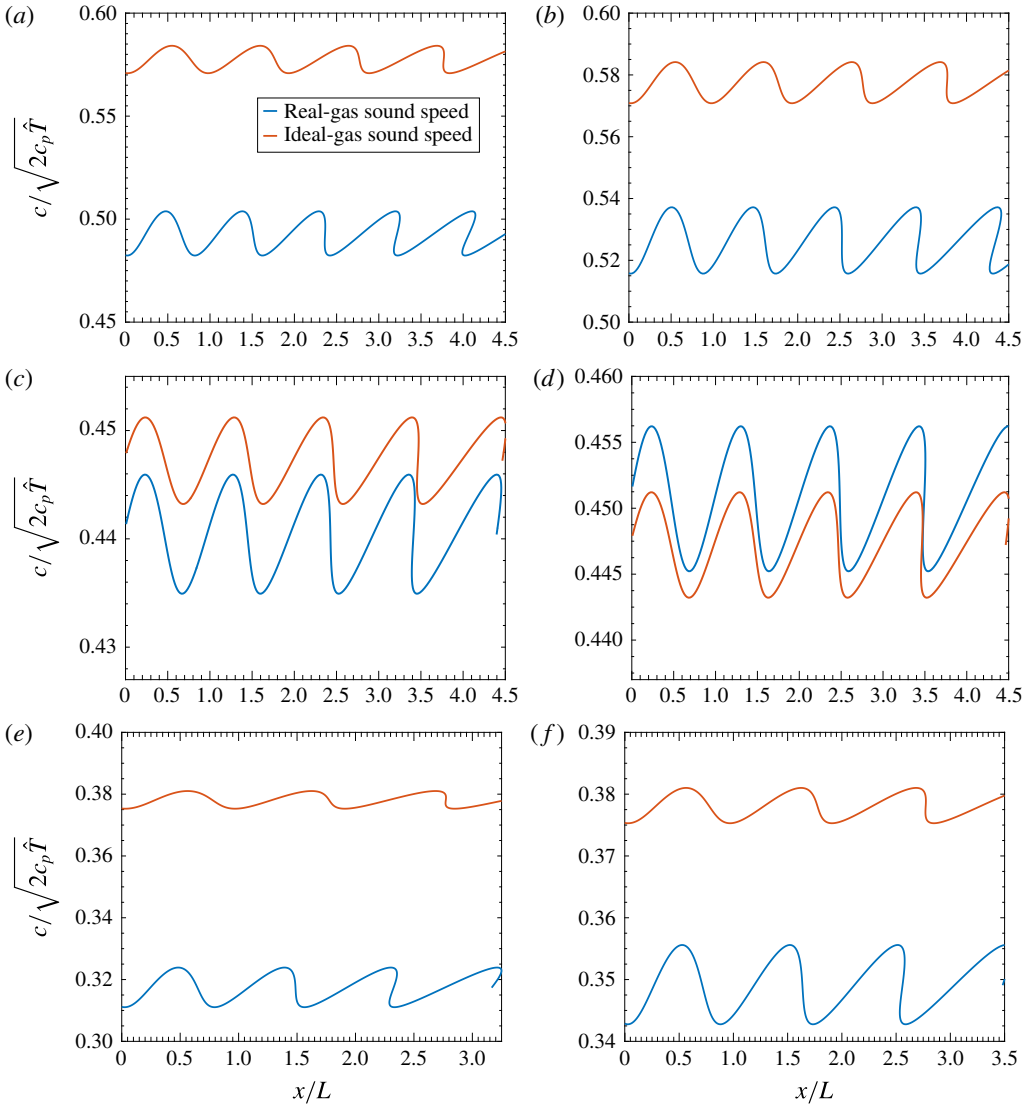 (a)
0.60
0.55
0.50
0.45
c/√2cpT̂
0 0.5 1.0 1.5 2.0 2.5 3.0 3.5 4.0 4.5
Real-gas sound speed
Ideal-gas sound speed
(b)
0.60
0.58
0.56
0.54
0.52
0.50
0 0.5 1.0 1.5 2.0 2.5 3.0 3.5 4.0 4.5
(c)
0.45
0.44
0.43
c/√2cpT̂
0 0.5 1.0 1.5 2.0 2.5 3.0 3.5 4.0 4.5
(d)
0.460
0.455
0.450
0.445
0.440
0 0.5 1.0 1.5 2.0 2.5 3.0 3.5 4.0 4.5
(e)
0.40
0.38
0.36
0.34
0.32
0.30
c/√2cpT̂
0 0.5 1.0 1.5 2.0 2.5 3.0
x/L
(f)
0.39
0.38
0.37
0.36
0.35
0.34
0 0.5 1.0 1.5 2.0 2.5 3.0 3.5
x/L